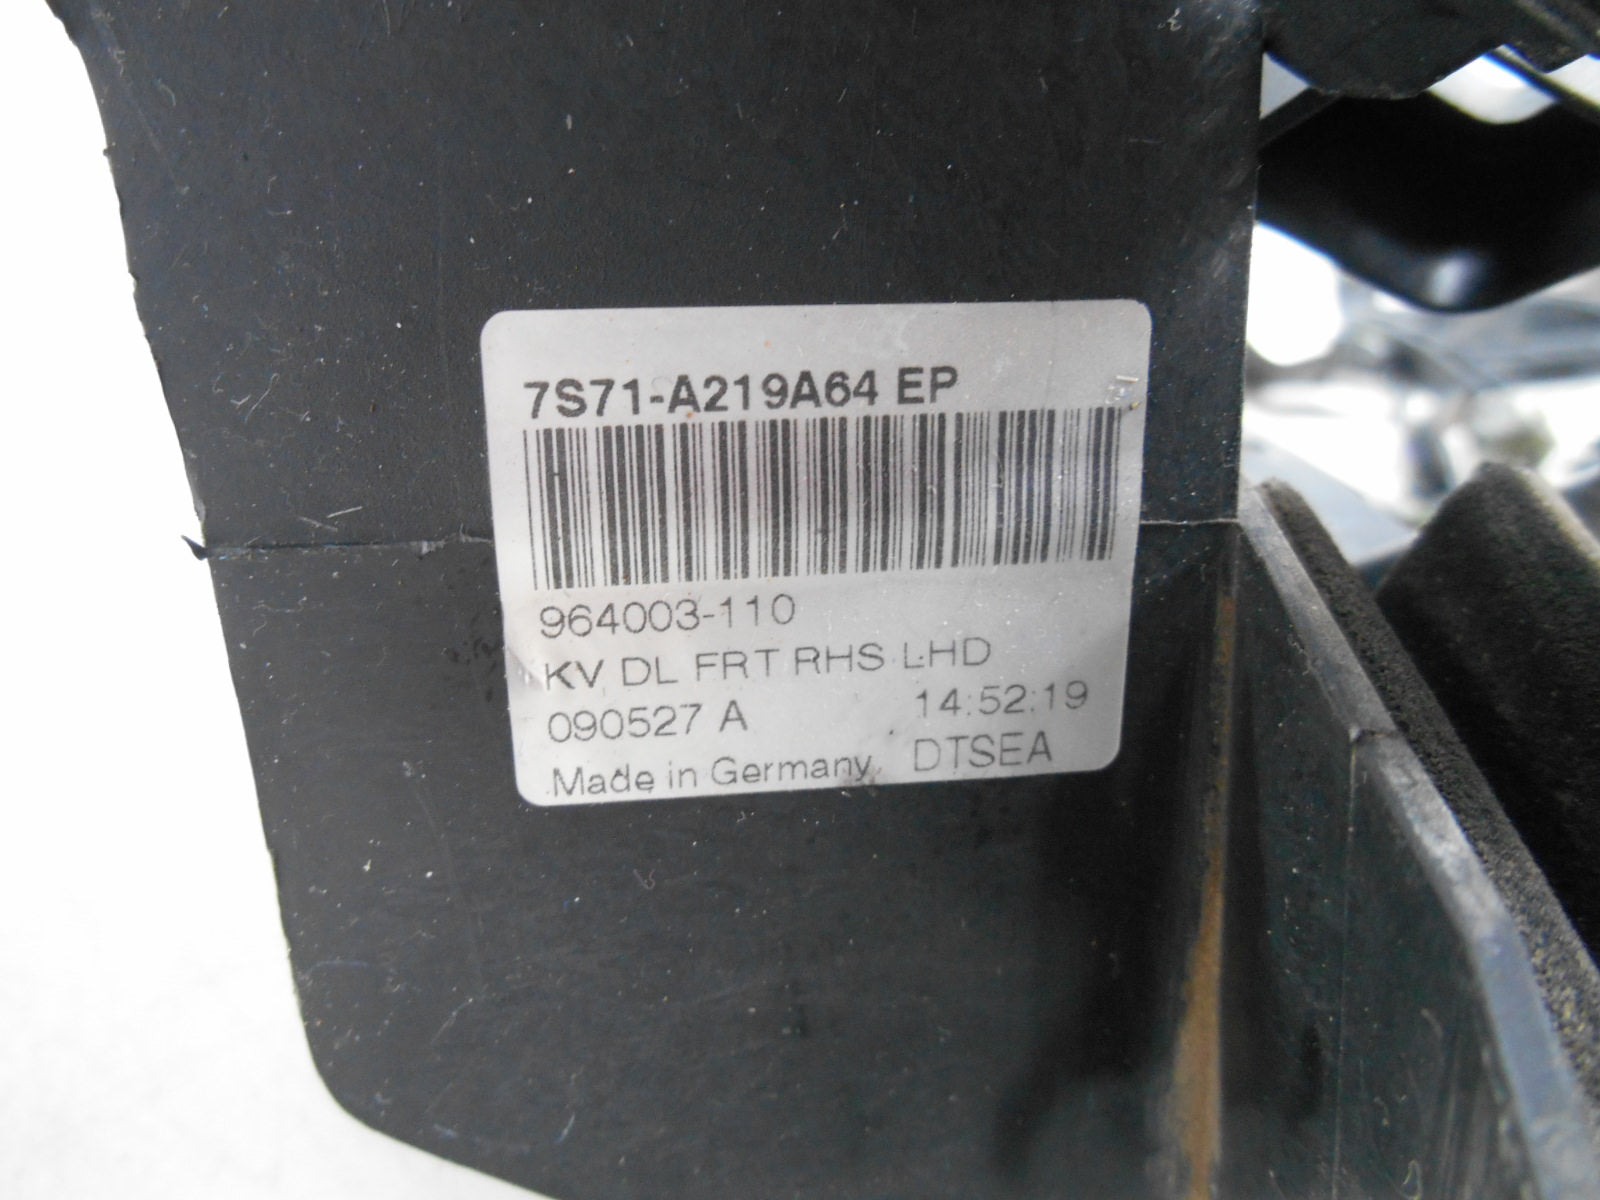 7S71-A219A64 EP
964003-110
KV DL FRT RHS LHD
090527 A 14:52:19
Made in Germany DTSEA